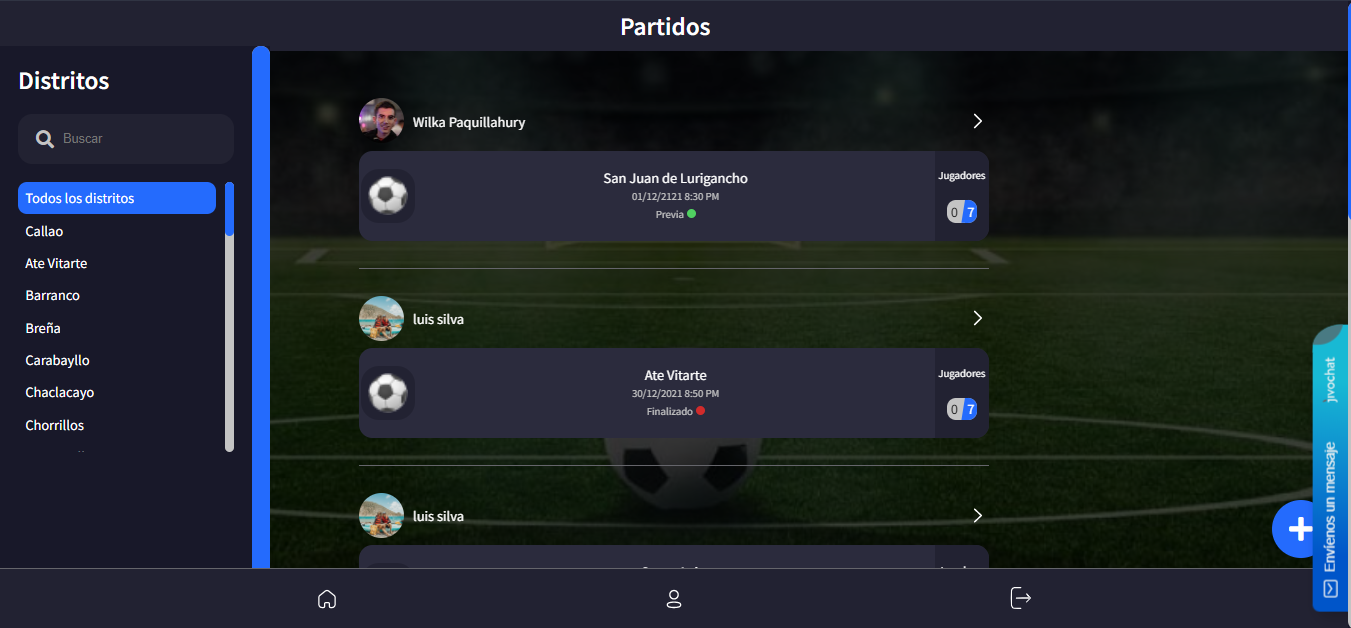 Partidos
Distritos
Buscar
Todos los distritos
Callao
Ate Vitarte
Barranco
Breña
Carabayllo
Chaclacayo
Chorrillos
Wilka Paquillahury
San Juan de Lurigancho
01/12/2121 8:30 PM
Previa
Jugadores
0 7
luis silva
Ate Vitarte
30/12/2021 8:50 PM
Finalizado
Jugadores
0 7
luis silva
jivochat
Envíenos un mensaje